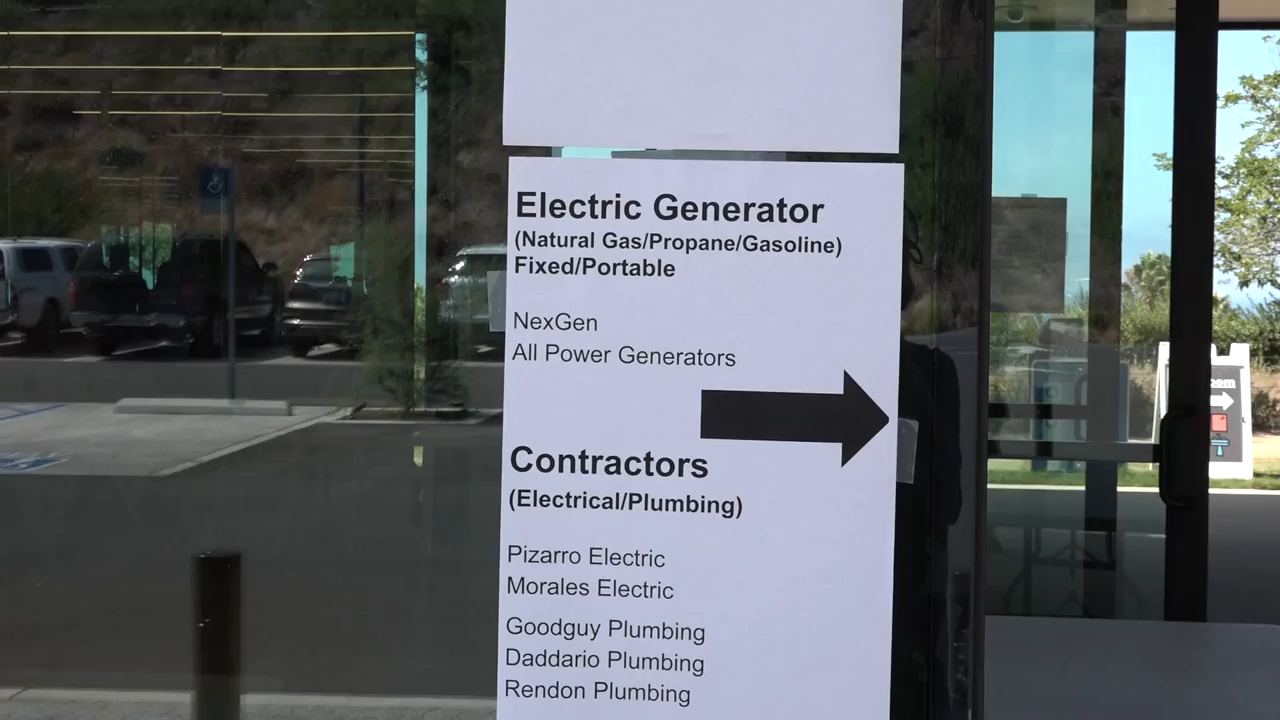 Electric Generator
(Natural Gas/Propane/Gasoline)
Fixed/Portable
NexGen
All Power Generators
Contractors
(Electrical/Plumbing)
Pizarro Electric
Morales Electric
Goodguy Plumbing
Daddario Plumbing
Rendon Plumbing